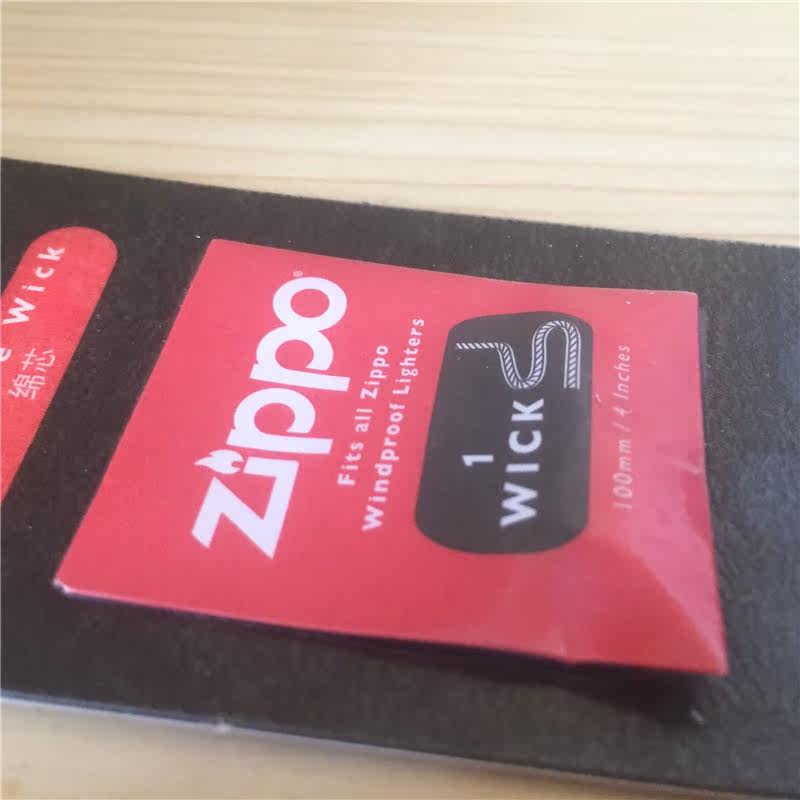 e Wick
绵芯
Zippo®
Fits all Zippo
Windproof Lighters
1
WICK
100mm / 4 Inches